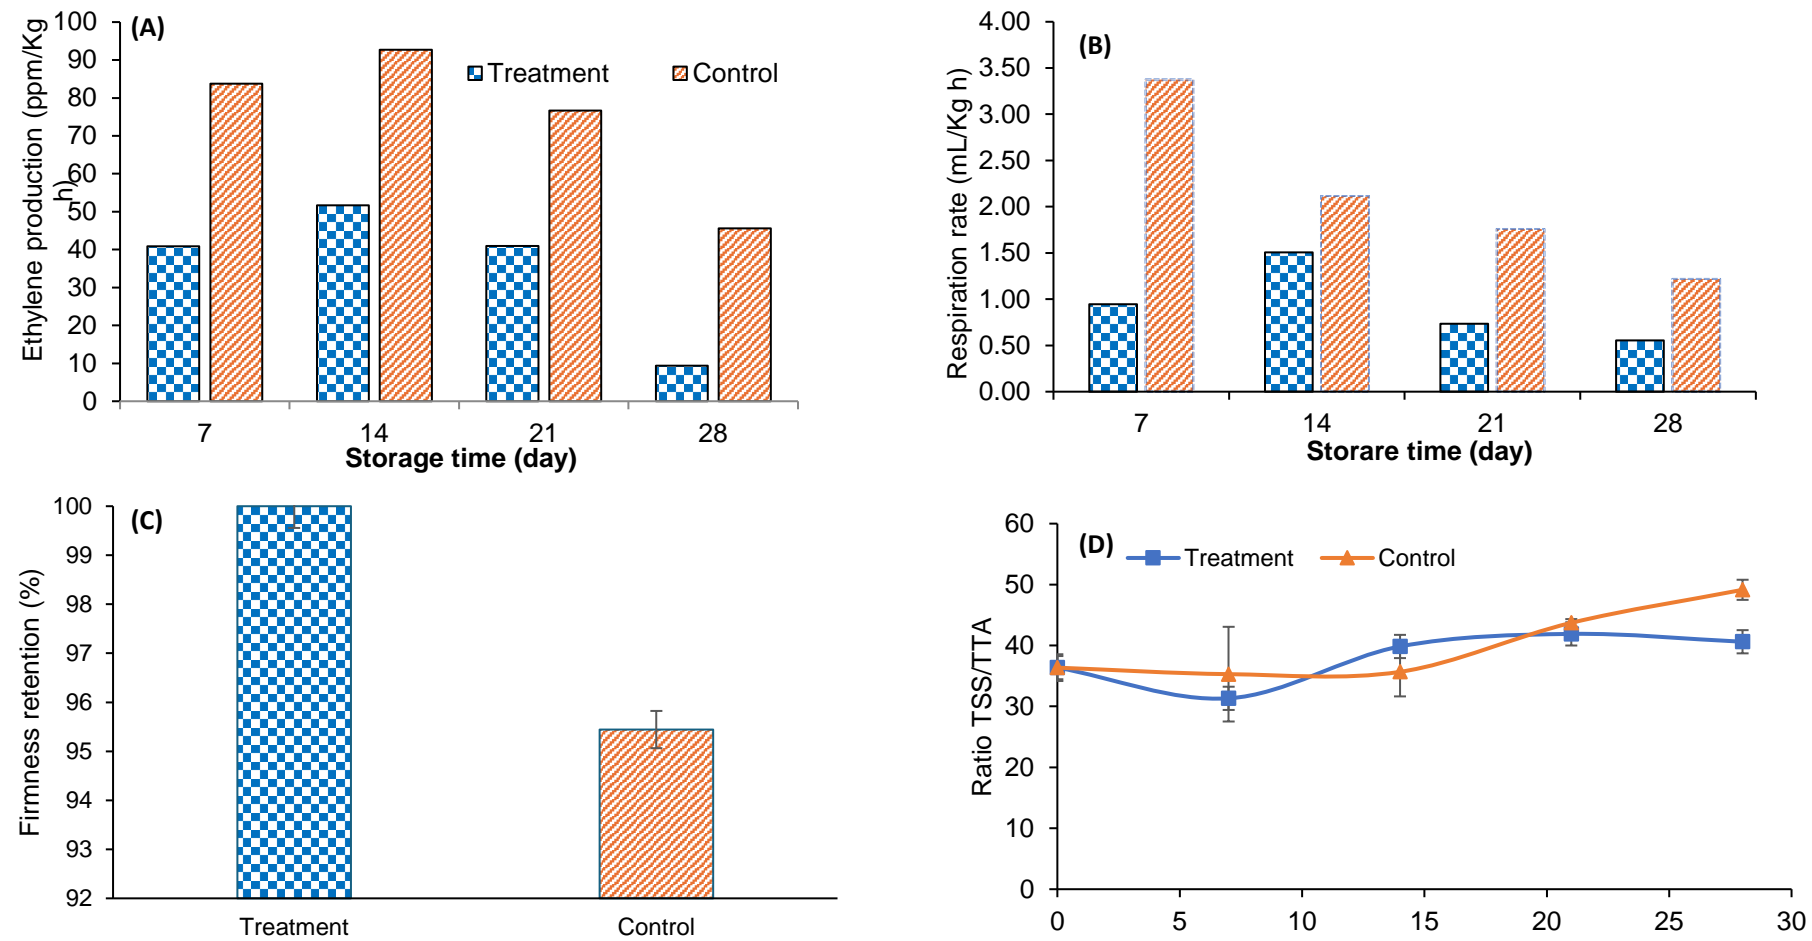 (A)
Treatment
Control
Ethylene production (ppm/Kg
h)
100
90
80
70
60
50
40
30
20
10
0
7 14 21 28
Storage time (day)
(B)
Respiration rate (mL/Kg h)
4.00
3.50
3.00
2.50
2.00
1.50
1.00
0.50
0.00
7 14 21 28
Storare time (day)
(C)
Firmness retention (%)
100
99
98
97
96
95
94
93
92
Treatment Control
(D)
Treatment Control
Ratio TSS/TTA
60
50
40
30
20
10
0
0 5 10 15 20 25 30